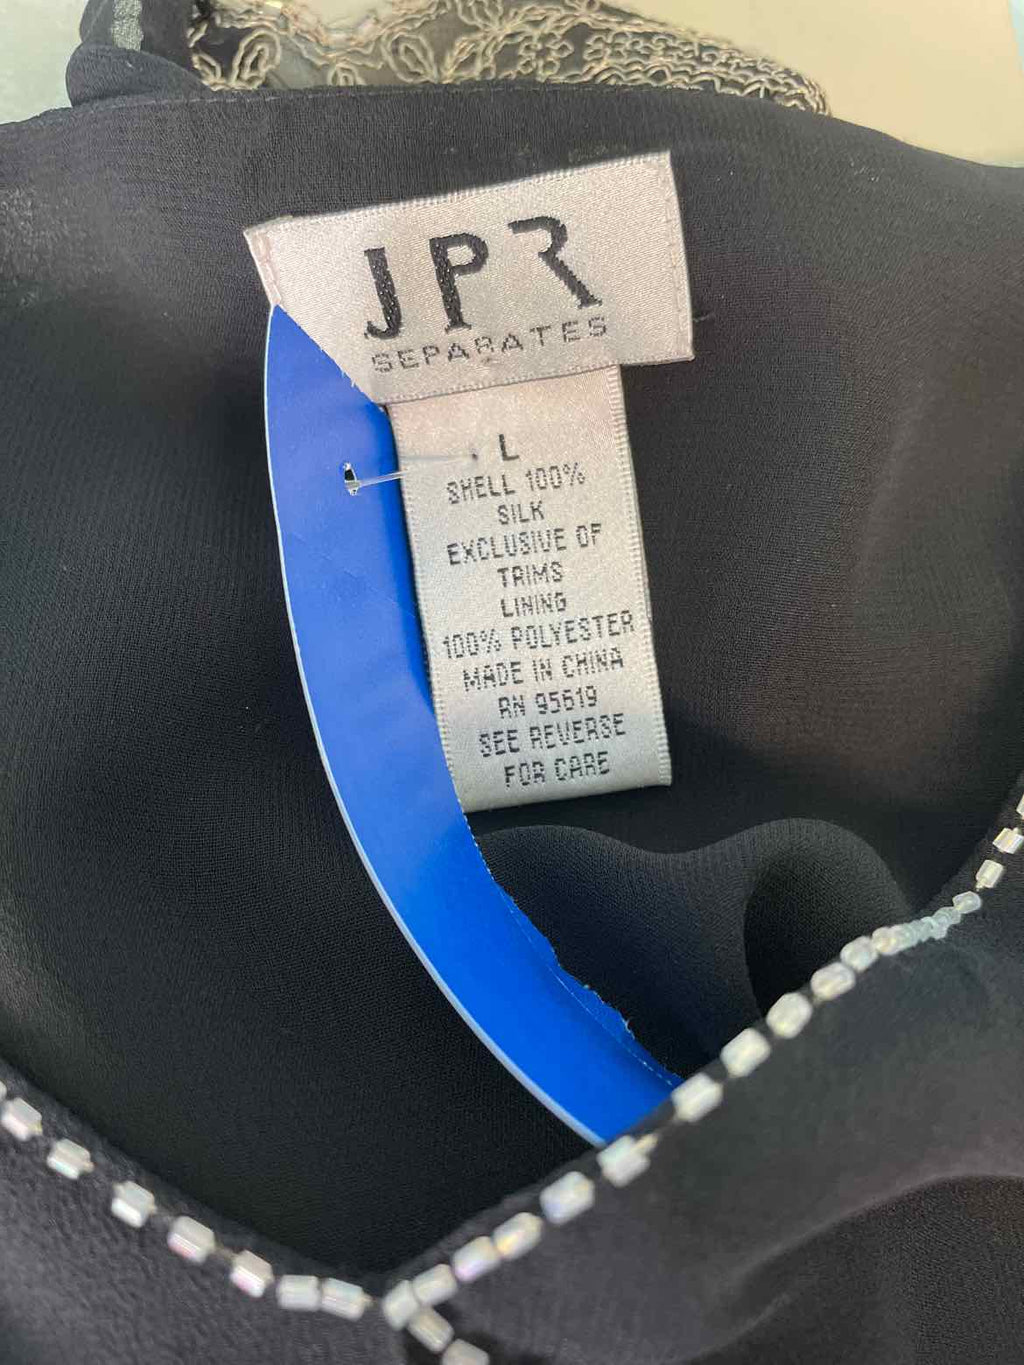 JPR
SEPARATES
L
SHELL 100%
SILK
EXCLUSIVE OF
TRIMS
LINING
100% POLYESTER
MADE IN CHINA
RN 95619
SEE REVERSE
FOR CARE